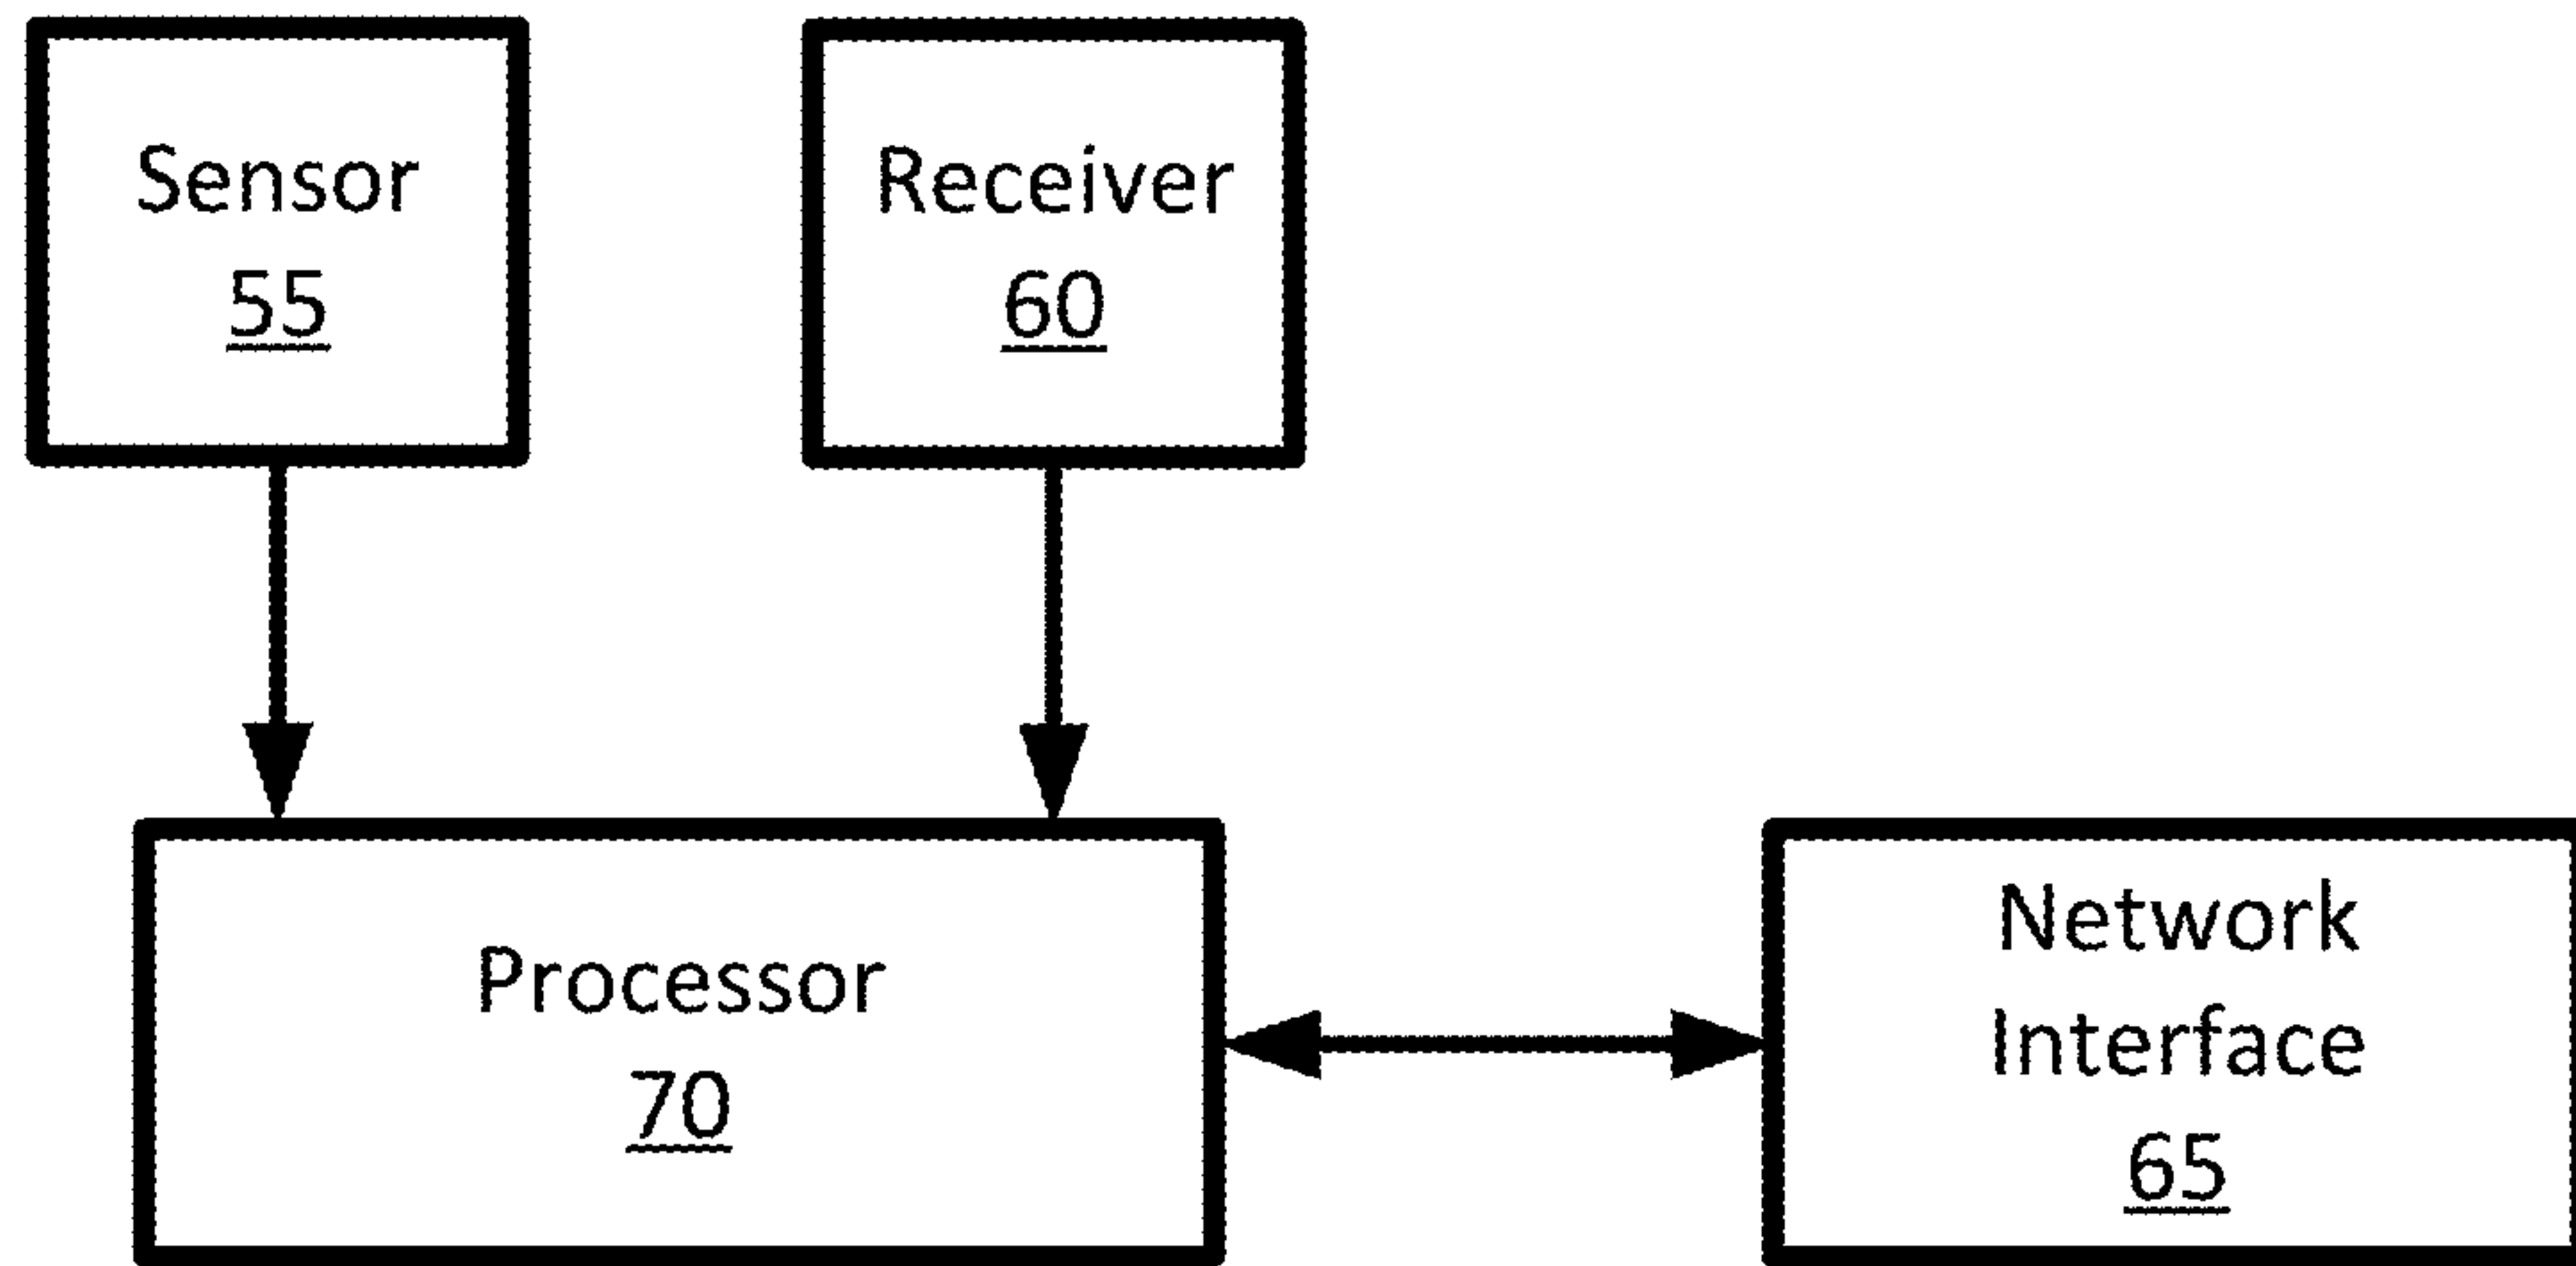 Sensor
55
Receiver
60
Processor
70
Network
Interface
65